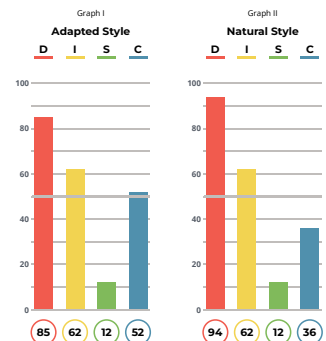 Graph I
Adapted Style
D I S C
100
80
60
40
20
0
85 62 12 52
Graph II
Natural Style
D I S C
100
80
60
40
20
0
94 62 12 36